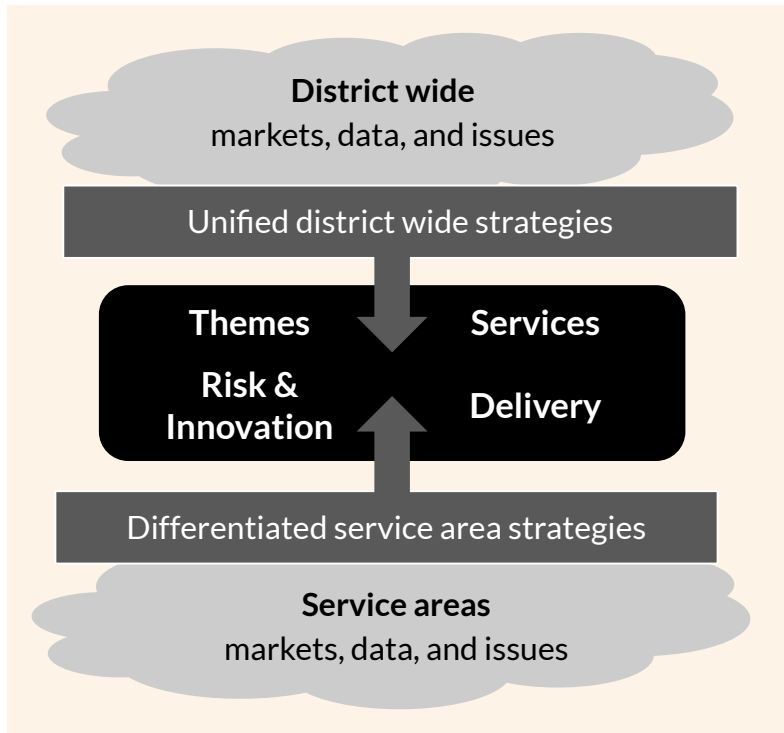 District wide
markets, data, and issues
Unified district wide strategies
Themes
Services
Risk &
Innovation
Delivery
Differentiated service area strategies
Service areas
markets, data, and issues